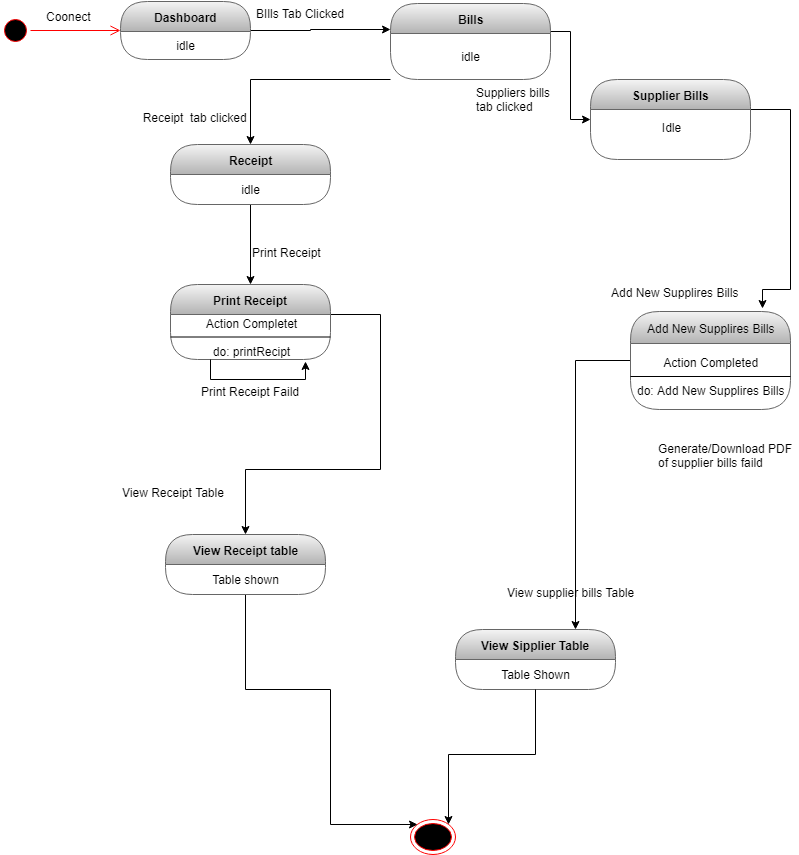 Coonect
Dashboard
idle
BIlls Tab Clicked
Bills
idle
Suppliers bills
tab clicked
Supplier Bills
Idle
Receipt tab clicked
Receipt
idle
Print Receipt
Print Receipt
Action Completet
do: printRecipt
Print Receipt Faild
Add New Supplires Bills
Add New Supplires Bills
Action Completed
do: Add New Supplires Bills
Generate/Download PDF
of supplier bills faild
View Receipt Table
View Receipt table
Table shown
View supplier bills Table
View Sipplier Table
Table Shown